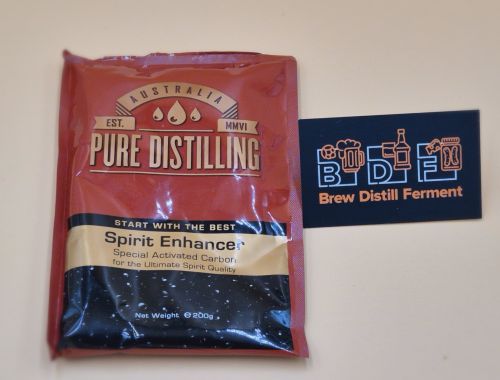 AUSTRALIA
EST. MMVI
PURE DISTILLING
START WITH THE BEST
Spirit Enhancer
Special Activated Carbon
for the Ultimate Spirit Quality
Net Weight ℮200g
B D F
Brew Distill Ferment